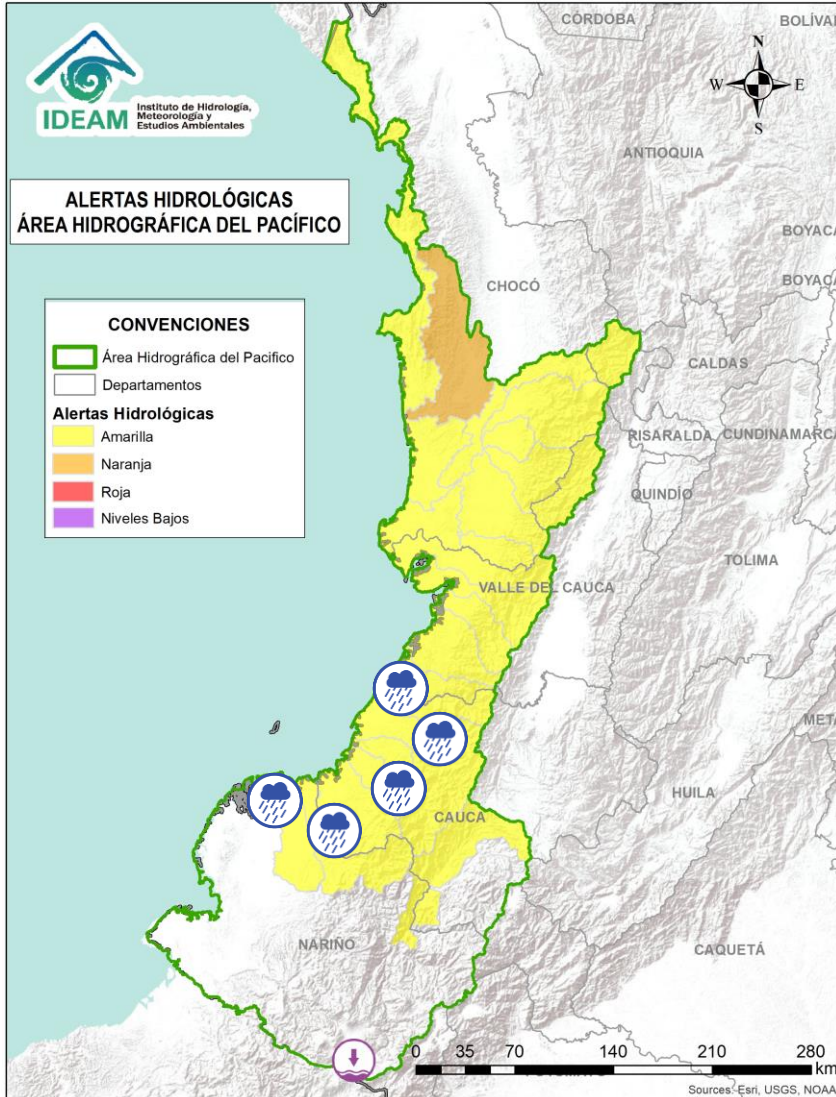 IDEAM
Instituto de Hidrología,
Meteorología y
Estudios Ambientales
ALERTAS HIDROLÓGICAS
ÁREA HIDROGRÁFICA DEL PACÍFICO
CONVENCIONES
Área Hidrográfica del Pacifico
Departamentos
Alertas Hidrológicas
Amarilla
Naranja
Roja
Niveles Bajos
CÓRDOBA
BOLÍVAR
N
W
E
S
ANTIOQUIA
BOYACÁ
BOYACÁ
CHOCÓ
CALDAS
RISARALDA
CUNDINAMARCA
QUINDÍO
TOLIMA
VALLE DEL CAUCA
META
HUILA
CAUCA
NARIÑO
CAQUETÁ
0 35 70 140 210 280
km
Sources: Esri, USGS, NOAA